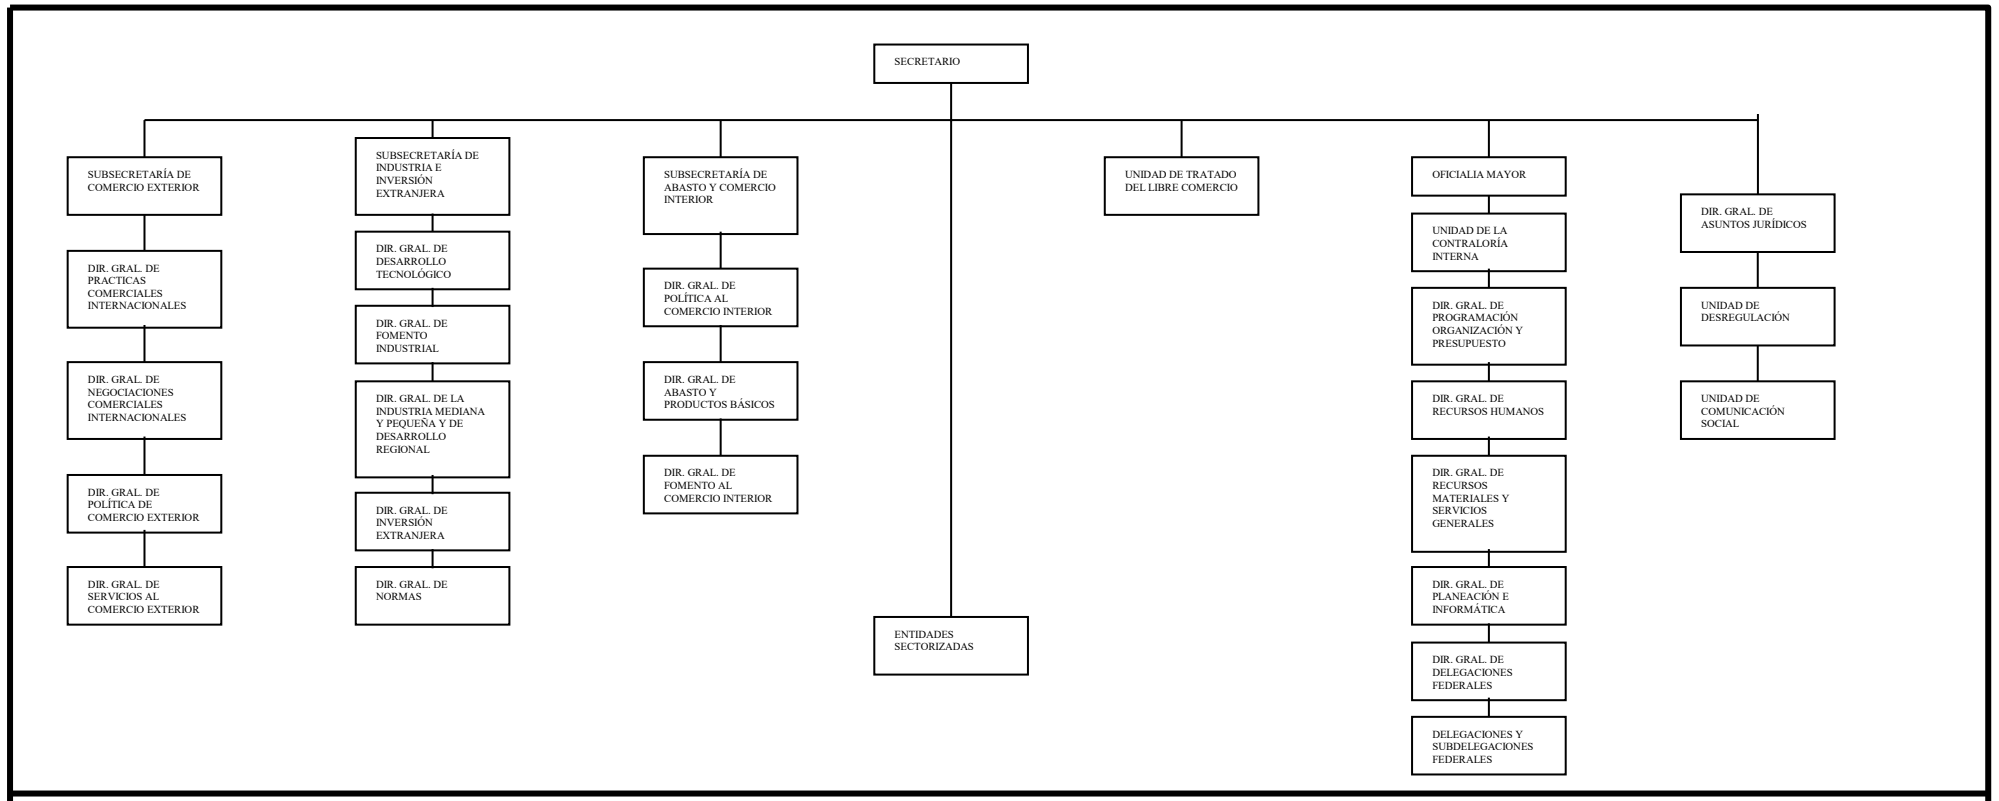 SECRETARIO
SUBSECRETARÍA DE
COMERCIO EXTERIOR
DIR. GRAL. DE
PRACTICAS
COMERCIALES
INTERNACIONALES
DIR. GRAL. DE
NEGOCIACIONES
COMERCIALES
INTERNACIONALES
DIR. GRAL. DE
POLÍTICA DE
COMERCIO EXTERIOR
DIR. GRAL. DE
SERVICIOS AL
COMERCIO EXTERIOR
SUBSECRETARÍA DE
INDUSTRIA E
INVERSIÓN
EXTRANJERA
DIR. GRAL. DE
DESARROLLO
TECNOLÓGICO
DIR. GRAL. DE
FOMENTO
INDUSTRIAL
DIR. GRAL. DE LA
INDUSTRIA MEDIANA
Y PEQUEÑA Y DE
DESARROLLO
REGIONAL
DIR. GRAL. DE
INVERSIÓN
EXTRANJERA
DIR. GRAL. DE
NORMAS
SUBSECRETARÍA DE
ABASTO Y COMERCIO
INTERIOR
DIR. GRAL. DE
POLÍTICA AL
COMERCIO INTERIOR
DIR. GRAL. DE
ABASTO Y
PRODUCTOS BÁSICOS
DIR. GRAL. DE
FOMENTO AL
COMERCIO INTERIOR
ENTIDADES
SECTORIZADAS
UNIDAD DE TRATADO
DEL LIBRE COMERCIO
OFICIALIA MAYOR
UNIDAD DE LA
CONTRALORÍA
INTERNA
DIR. GRAL. DE
PROGRAMACIÓN
ORGANIZACIÓN Y
PRESUPUESTO
DIR. GRAL. DE
RECURSOS HUMANOS
DIR. GRAL. DE
RECURSOS
MATERIALES Y
SERVICIOS
GENERALES
DIR. GRAL. DE
PLANEACIÓN E
INFORMÁTICA
DIR. GRAL. DE
DELEGACIONES
FEDERALES
DELEGACIONES Y
SUBDELEGACIONES
FEDERALES
DIR. GRAL. DE
ASUNTOS JURÍDICOS
UNIDAD DE
DESREGULACIÓN
UNIDAD DE
COMUNICACIÓN
SOCIAL